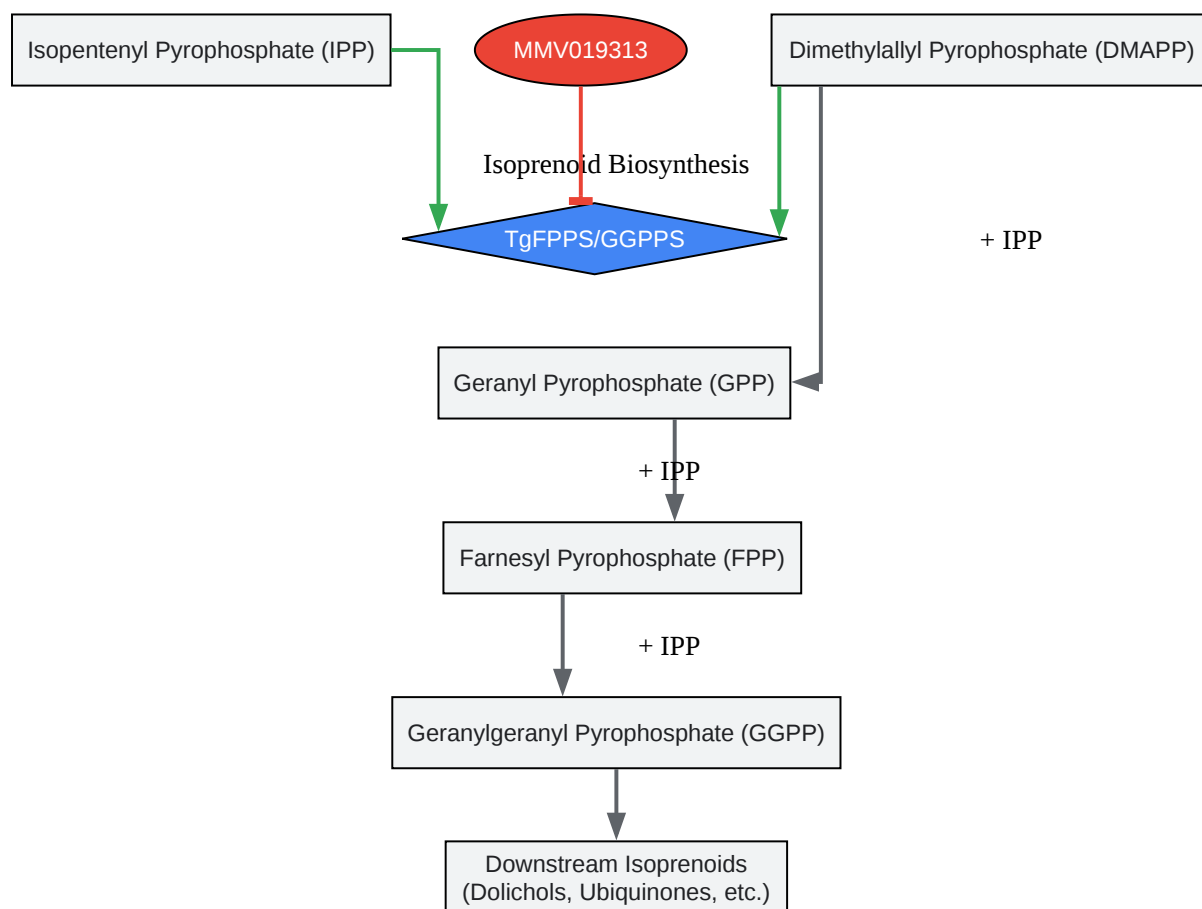 Isopentenyl Pyrophosphate (IPP)
MMV019313
Dimethylallyl Pyrophosphate (DMAPP)
Isoprenoid Biosynthesis
TgFPPS/GGPPS
+ IPP
Geranyl Pyrophosphate (GPP)
+ IPP
Farnesyl Pyrophosphate (FPP)
+ IPP
Geranylgeranyl Pyrophosphate (GGPP)
Downstream Isoprenoids
(Dolichols, Ubiquinones, etc.)